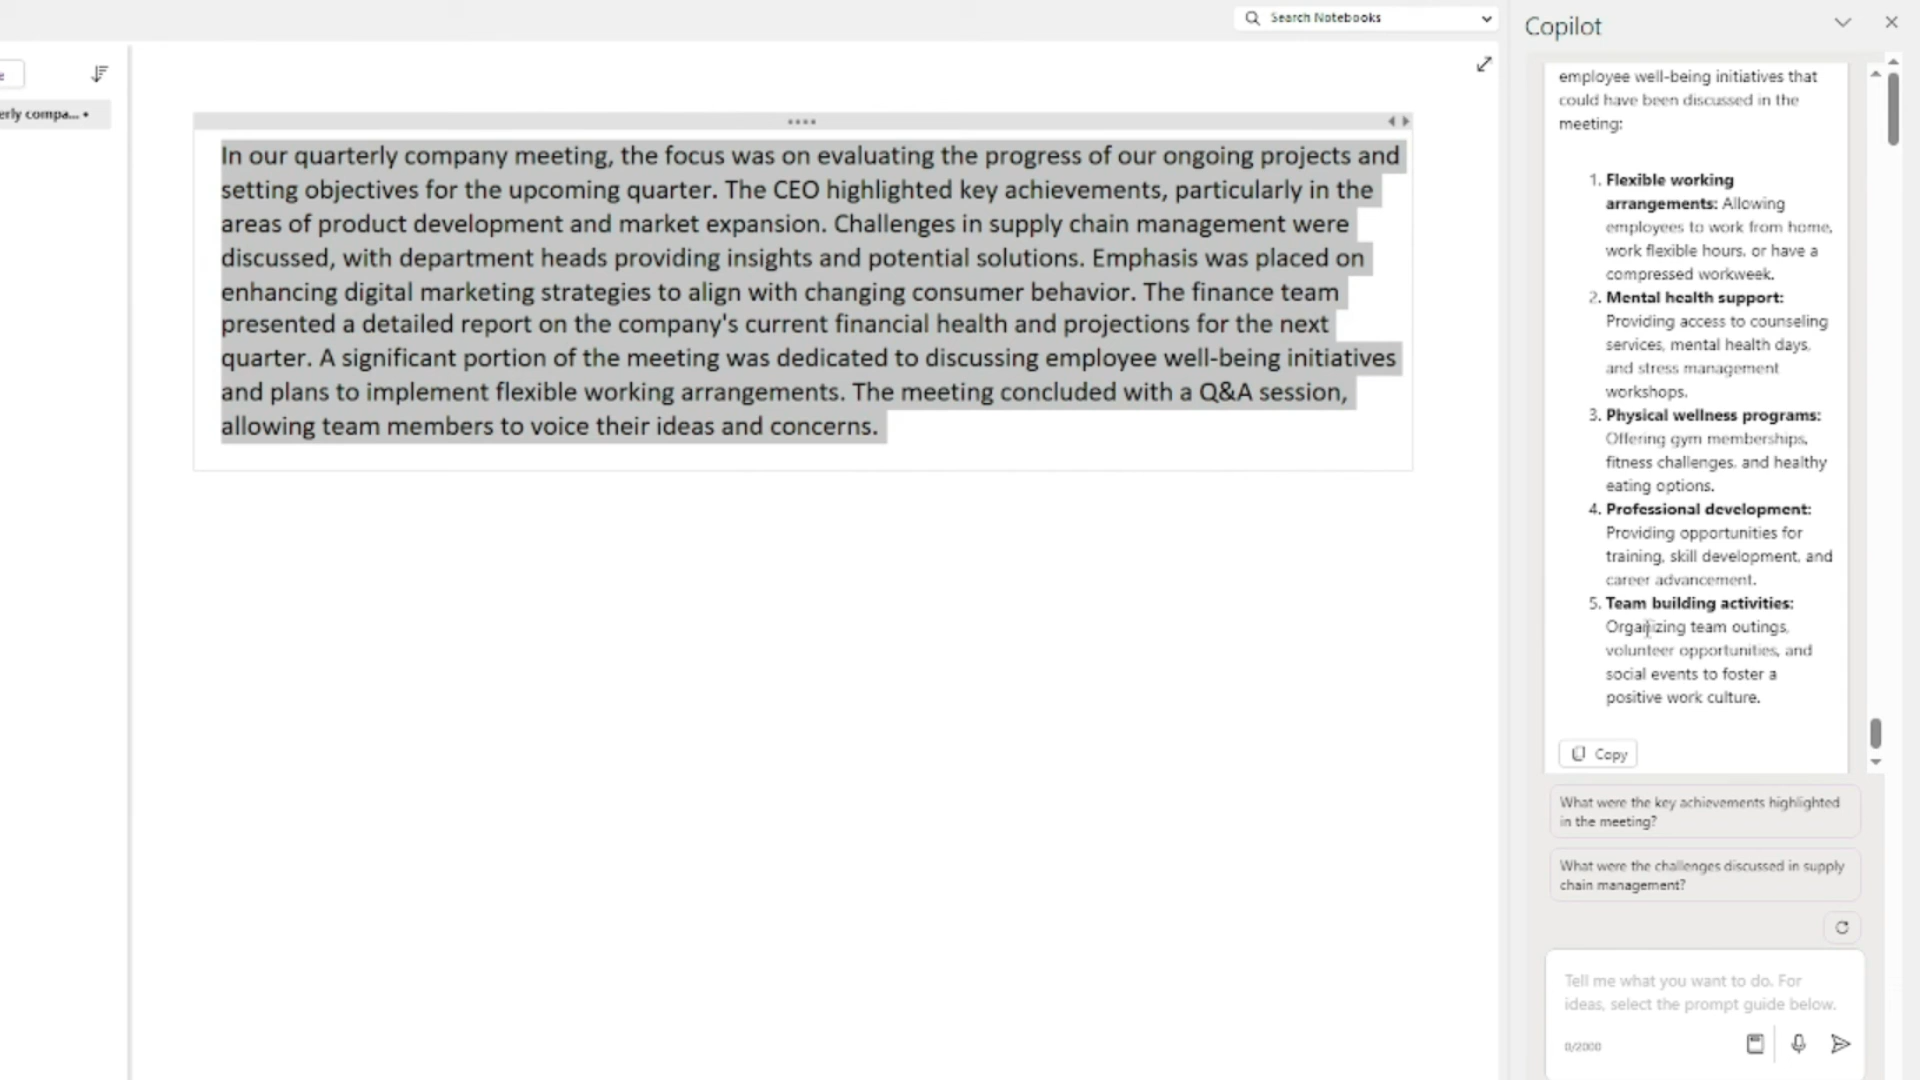 Search Notebooks
Copilot
erly compa...
In our quarterly company meeting, the focus was on evaluating the progress of our ongoing projects and
setting objectives for the upcoming quarter. The CEO highlighted key achievements, particularly in the
areas of product development and market expansion. Challenges in supply chain management were
discussed, with department heads providing insights and potential solutions. Emphasis was placed on
enhancing digital marketing strategies to align with changing consumer behavior. The finance team
presented a detailed report on the company's current financial health and projections for the next
quarter. A significant portion of the meeting was dedicated to discussing employee well-being initiatives
and plans to implement flexible working arrangements. The meeting concluded with a Q&A session,
allowing team members to voice their ideas and concerns.
employee well-being initiatives that
could have been discussed in the
meeting:
1. Flexible working
arrangements: Allowing
employees to work from home,
work flexible hours, or have a
compressed workweek.
2. Mental health support:
Providing access to counseling
services, mental health days,
and stress management
workshops.
3. Physical wellness programs:
Offering gym memberships,
fitness challenges, and healthy
eating options.
4. Professional development:
Providing opportunities for
training, skill development, and
career advancement.
5. Team building activities:
Organizing team outings,
volunteer opportunities, and
social events to foster a
positive work culture.
Copy
What were the key achievements highlighted
in the meeting?
What were the challenges discussed in supply
chain management?
Tell me what you want to do. For
ideas, select the prompt guide below.
0/2000